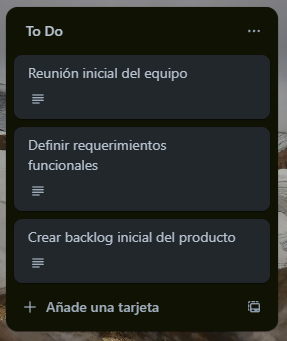 To Do
Reunión inicial del equipo
Definir requerimientos
funcionales
Crear backlog inicial del producto
Añade una tarjeta